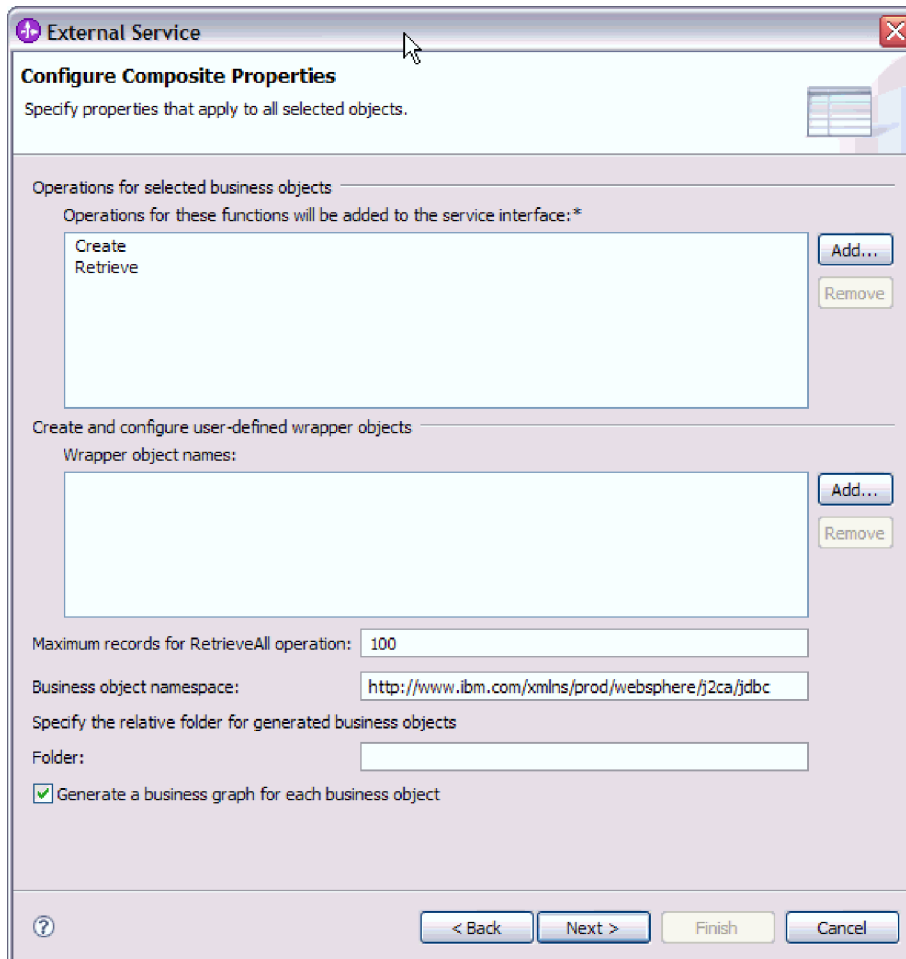 External Service
Configure Composite Properties
Specify properties that apply to all selected objects.
Operations for selected business objects
Operations for these functions will be added to the service interface:*
Create
Retrieve
Add...
Remove
Create and configure user-defined wrapper objects
Wrapper object names:
Add...
Remove
Maximum records for RetrieveAll operation: 100
Business object namespace: http://www.ibm.com/xmlns/prod/websphere/j2ca/jdbc
Specify the relative folder for generated business objects
Folder:
Generate a business graph for each business object
? < Back Next > Finish Cancel